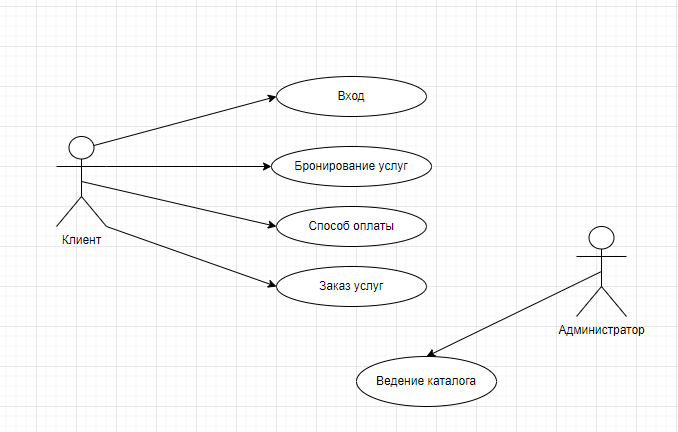 Вход
Бронирование услуг
Способ оплаты
Клиент
Заказ услуг
Администратор
Ведение каталога